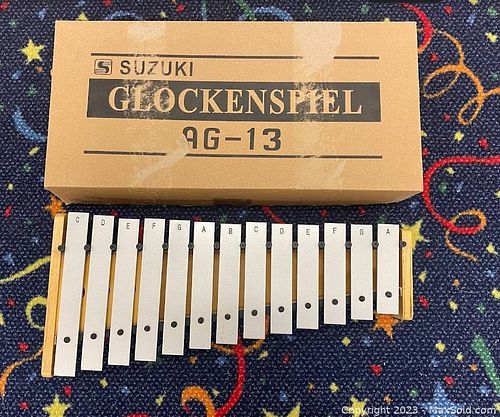 SUZUKI
GLOCKENSPIEL
AG-13
C D E F G A B C D E F G A
Copyright 2023 - MaxSold.com